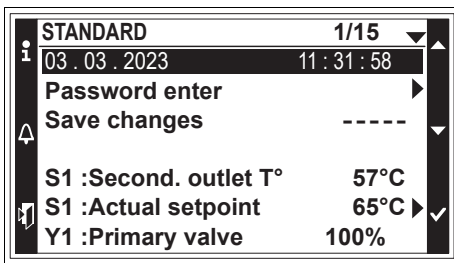 STANDARD 1/15
03 . 03 . 2023 11 : 31 : 58
Password enter
Save changes -----
S1 :Second. outlet T° 57°C
S1 :Actual setpoint 65°C
Y1 :Primary valve 100%